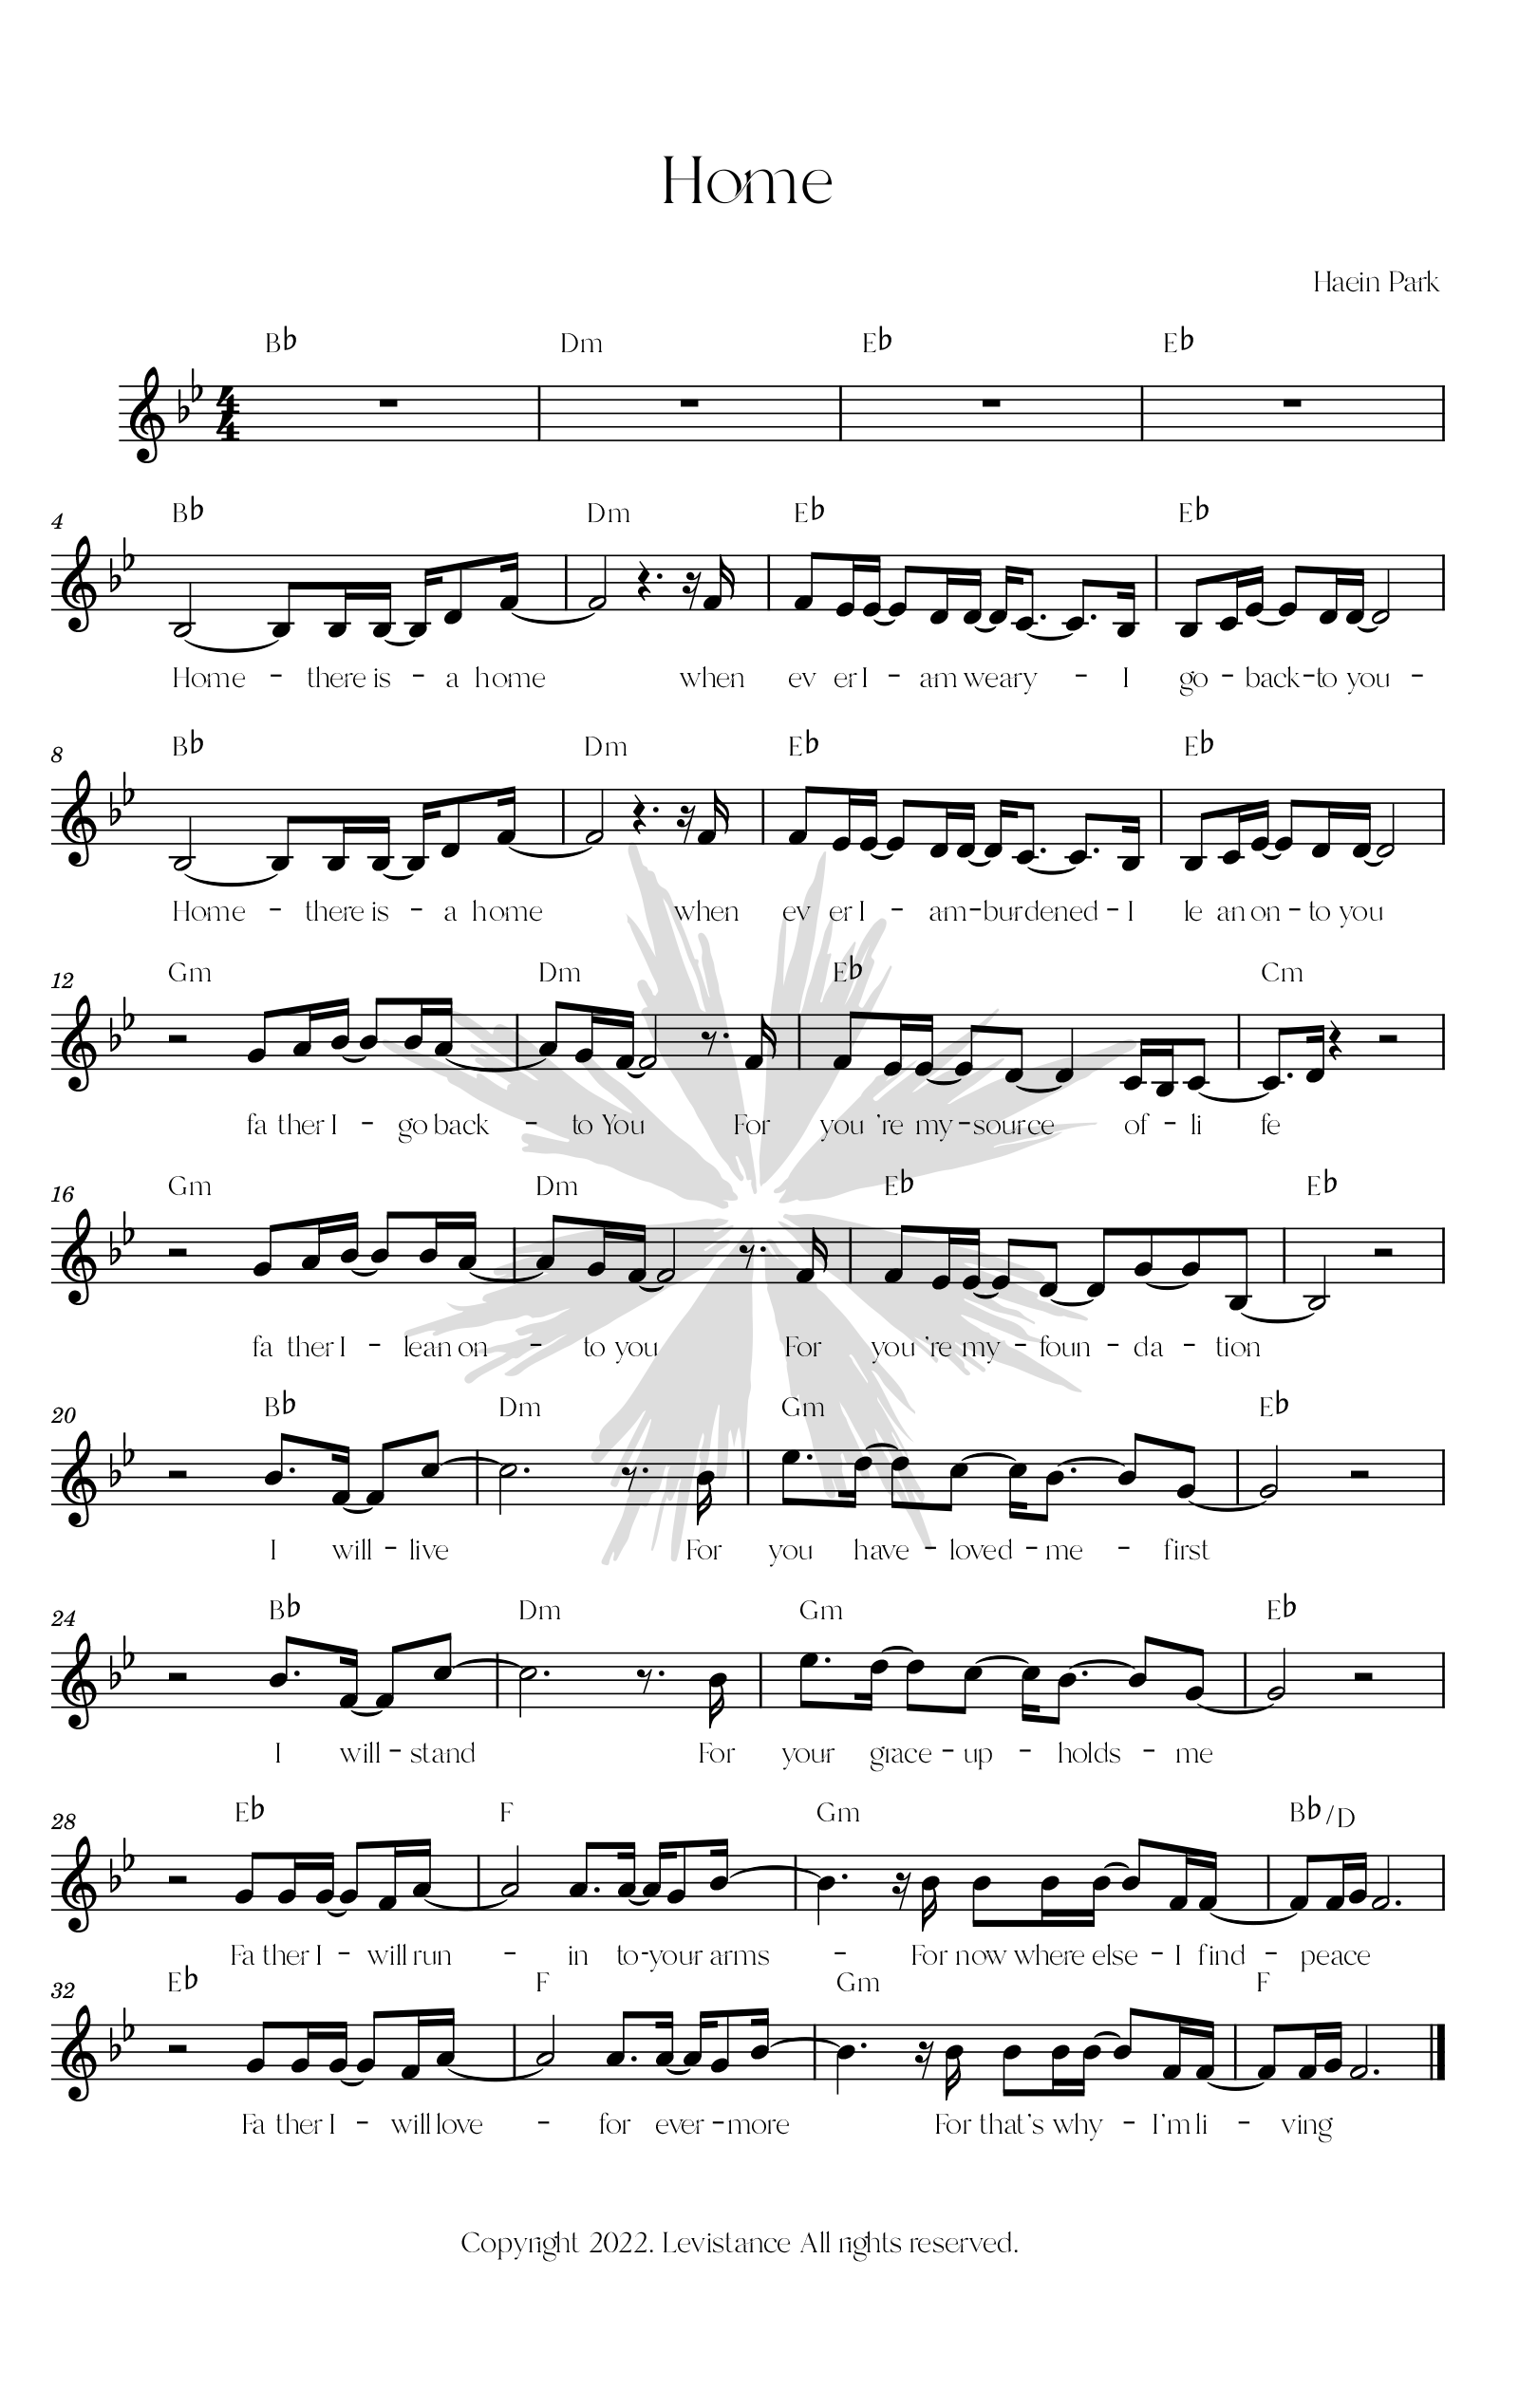 Home
Haein Park
Bb Dm Eb Eb
4 4
4 Bb Dm Eb Eb
Home - there is - a home when ev er I - am weary - I go - back - to you -
8 Bb Dm Eb Eb
Home - there is - a home when ev er I - am - burdened - I le an on - to you
12 Gm Dm Eb Cm
fa ther I - go back - to You For you 're my - source of - li fe
16 Gm Dm Eb Eb
fa ther I - lean on - to you For you 're my - foun - da - tion
20 Bb Dm Gm Eb
I will - live For you have - loved - me - first
24 Bb Dm Gm Eb
I will - stand For your grace - up - holds - me
28 Eb F Gm Bb/D
Fa ther I - will run - in to - your arms - For now where else - I find - peace
32 Eb F Gm F
Fa ther I - will love - for ever - more For that's why - I'm li - ving
Copyright 2022. Levistance All rights reserved.